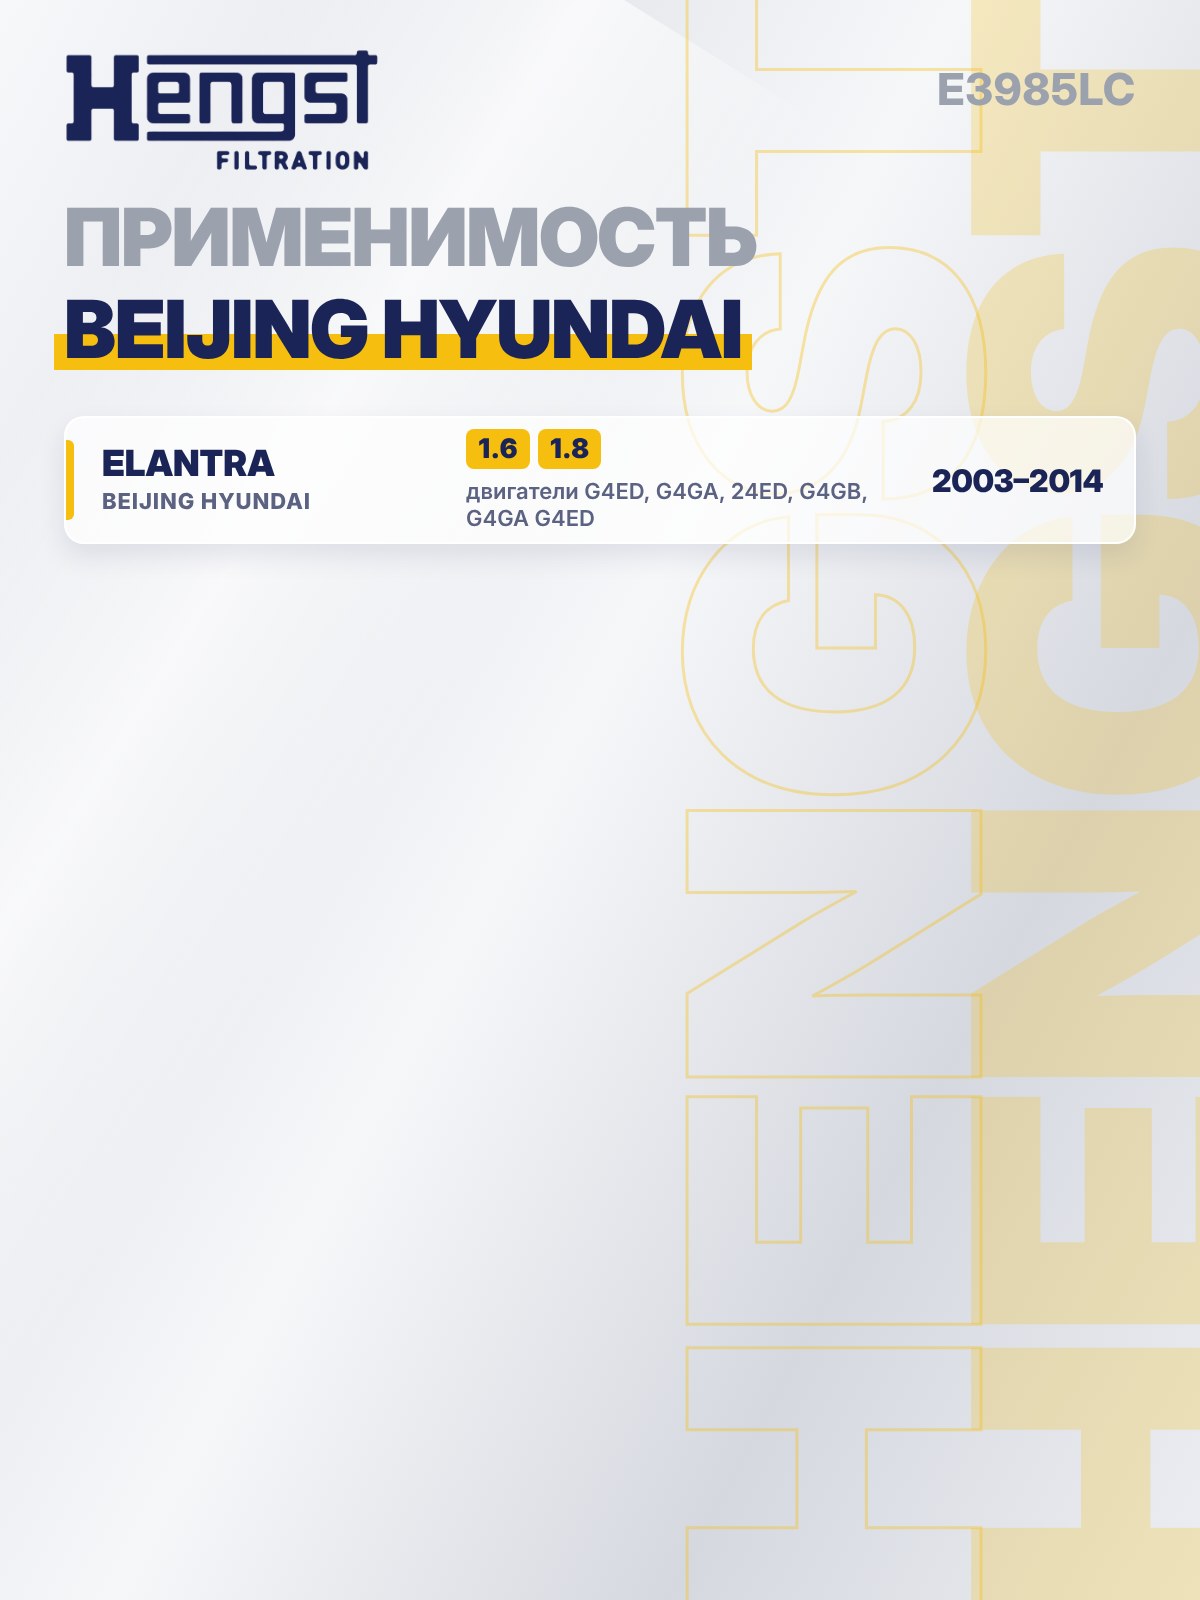 Hengst
FILTRATION
E3985LC
ПРИМЕНИМОСТЬ
BEIJING HYUNDAI
ELANTRA
BEIJING HYUNDAI
1.6 1.8
двигатели G4ED, G4GA, 24ED, G4GB,
G4GA G4ED
2003–2014
HENGST
HENGST